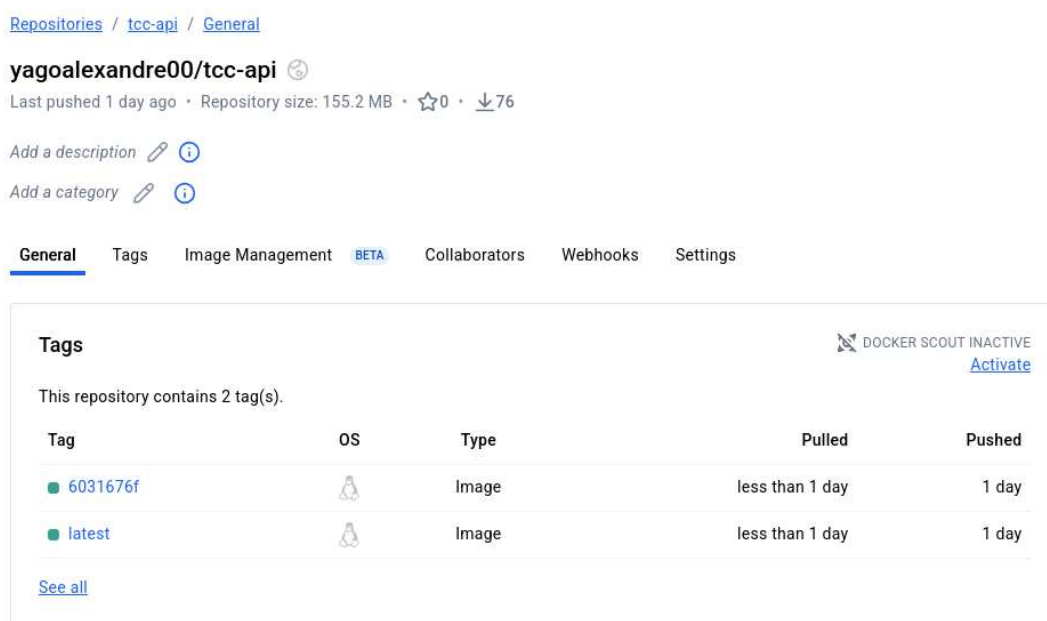 Repositories / tcc-api / General
yagoalexandre00/tcc-api
Last pushed 1 day ago • Repository size: 155.2 MB • 0 • 76
Add a description
Add a category
General Tags Image Management BETA Collaborators Webhooks Settings
Tags
DOCKER SCOUT INACTIVE
Activate
This repository contains 2 tag(s).
Tag OS Type Pulled Pushed
6031676f Image less than 1 day 1 day
latest Image less than 1 day 1 day
See all